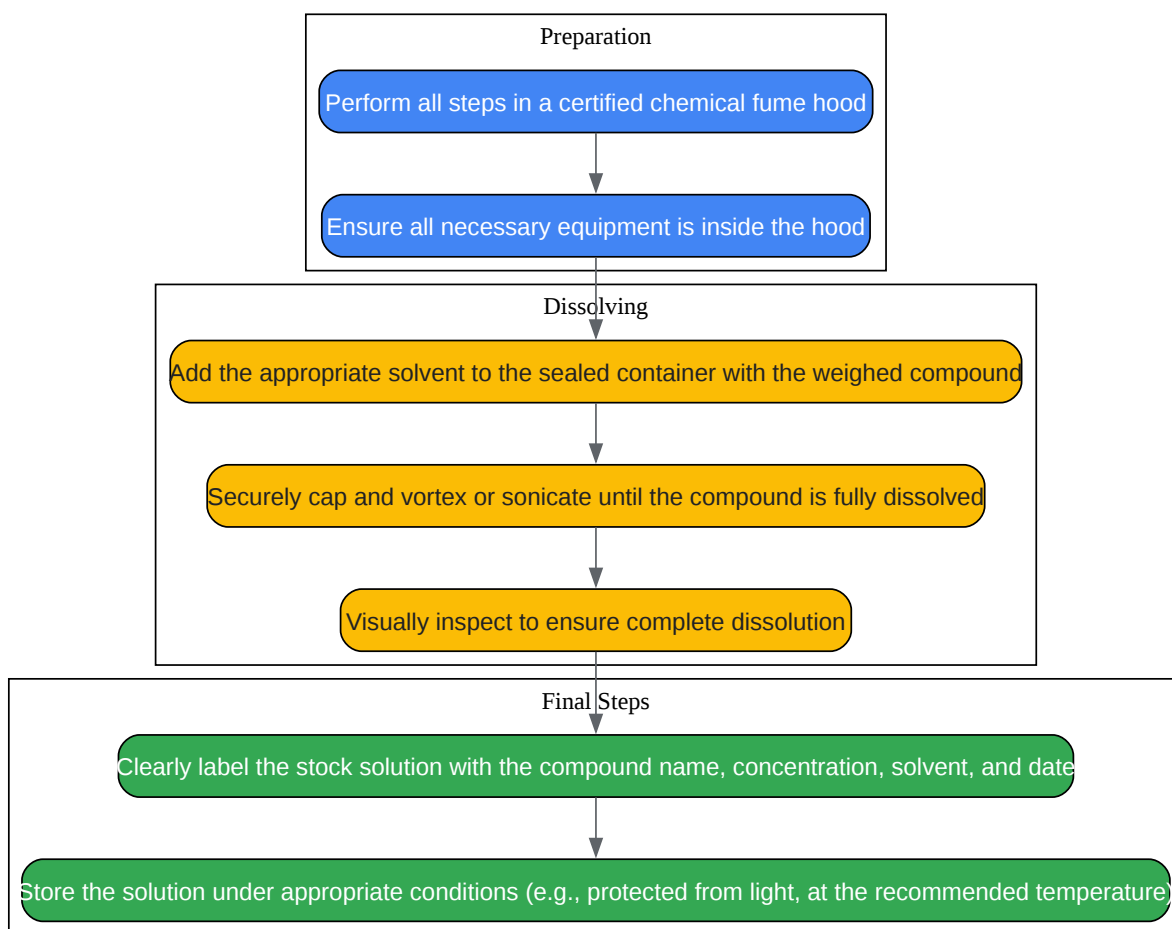 Preparation
Perform all steps in a certified chemical fume hood
Ensure all necessary equipment is inside the hood
Dissolving
Add the appropriate solvent to the sealed container with the weighed compound
Securely cap and vortex or sonicate until the compound is fully dissolved
Visually inspect to ensure complete dissolution
Final Steps
Clearly label the stock solution with the compound name, concentration, solvent, and date
Store the solution under appropriate conditions (e.g., protected from light, at the recommended temperature)